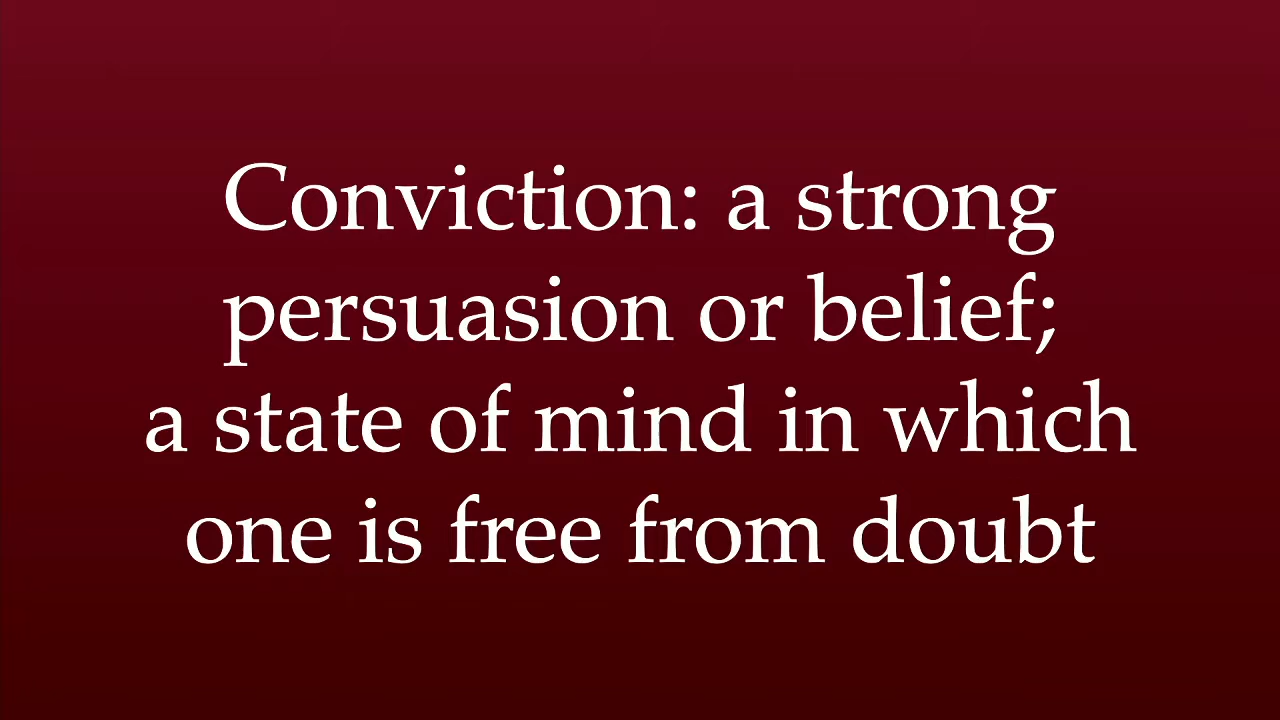 Conviction: a strong
persuasion or belief;
a state of mind in which
one is free from doubt